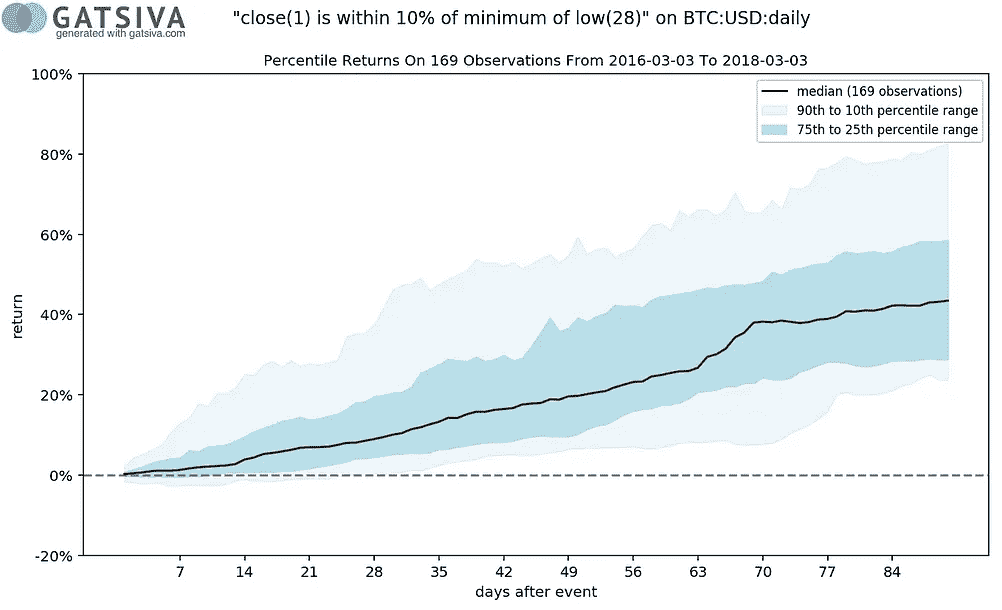 GATSIVA
generated with gatsiva.com
"close(1) is within 10% of minimum of low(28)" on BTC:USD:daily
Percentile Returns On 169 Observations From 2016-03-03 To 2018-03-03
median (169 observations)
90th to 10th percentile range
75th to 25th percentile range
100%
80%
60%
40%
20%
0%
-20%
return
7 14 21 28 35 42 49 56 63 70 77 84
days after event